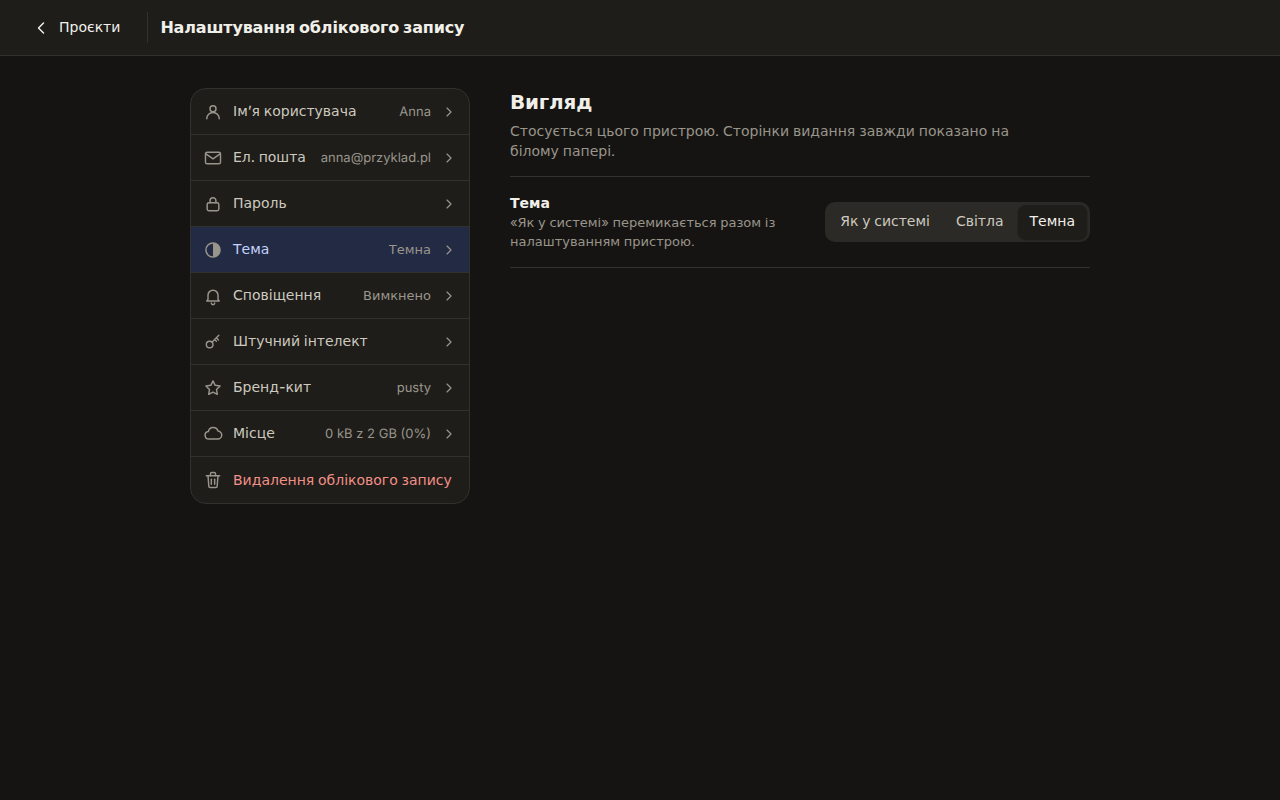 Проєкти
Налаштування облікового запису
Ім’я користувача Anna
Ел. пошта anna@przyklad.pl
Пароль
Тема Темна
Сповіщення Вимкнено
Штучний інтелект
Бренд-кит pusty
Місце 0 kB z 2 GB (0%)
Видалення облікового запису
Вигляд
Стосується цього пристрою. Сторінки видання завжди показано на
білому папері.
Тема
«Як у системі» перемикається разом із
налаштуванням пристрою.
Як у системі Світла Темна